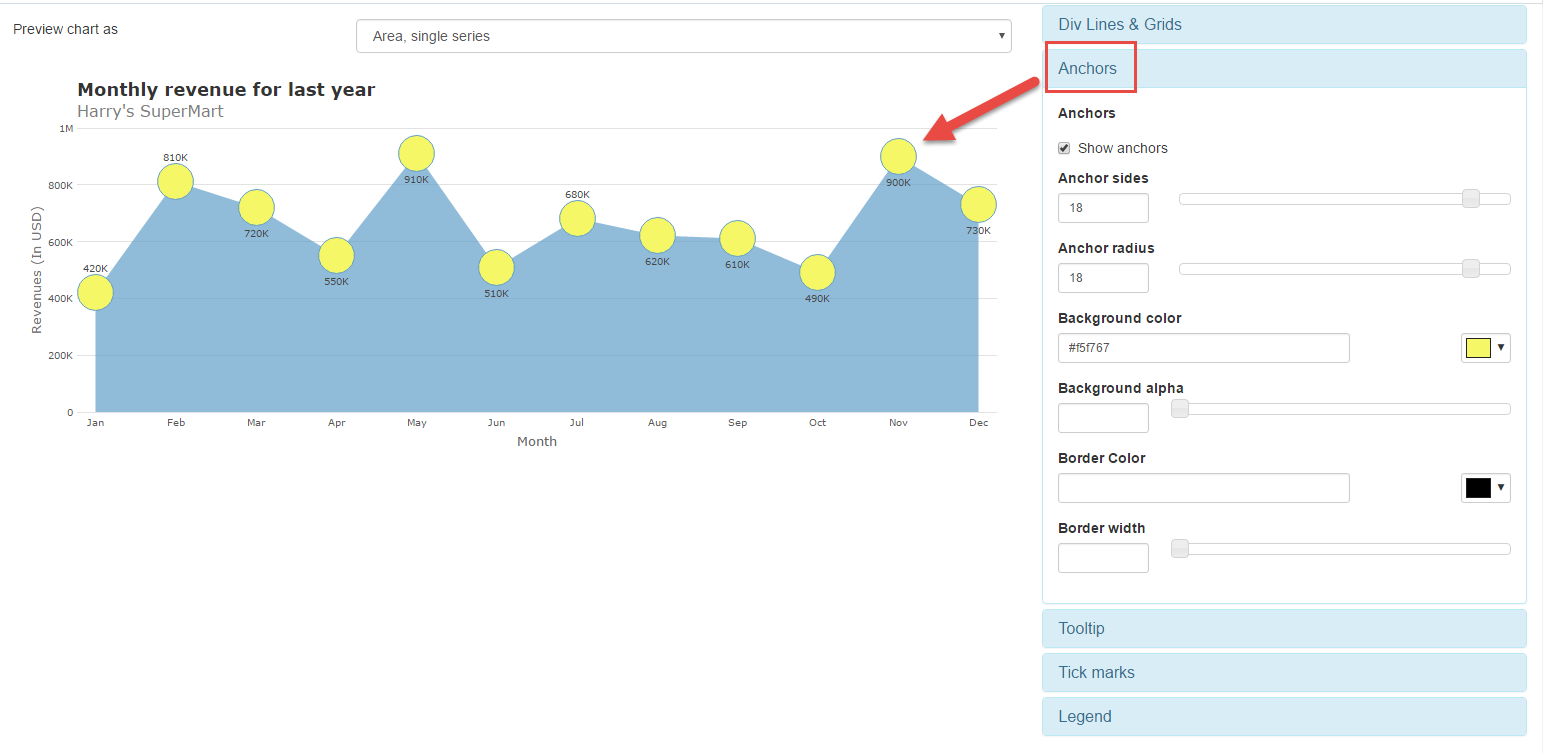 Preview chart as
Area, single series
Monthly revenue for last year
Harry's SuperMart
Revenues (In USD)
1M
800K
600K
400K
200K
0
420K
810K
720K
550K
910K
510K
680K
620K
610K
490K
900K
730K
Jan Feb Mar Apr May Jun Jul Aug Sep Oct Nov Dec
Month
Div Lines & Grids
Anchors
Anchors
Show anchors
Anchor sides
18
Anchor radius
18
Background color
#f5f767
Background alpha
Border Color
Border width
Tooltip
Tick marks
Legend